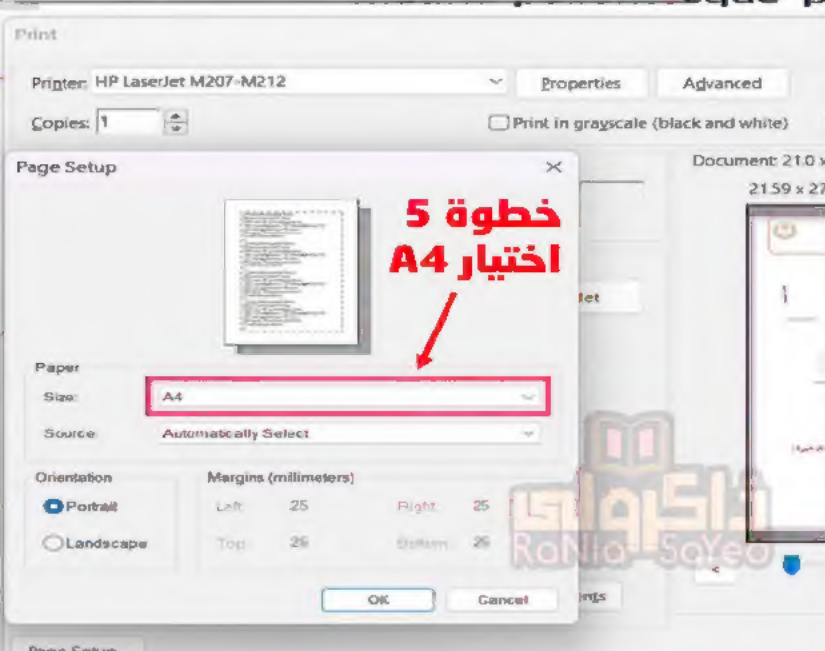 Print
Printer: HP LaserJet M207-M212
Properties
Advanced
Copies: 1
Print in grayscale (black and white)
Page Setup
Document: 21.0 x
21.59 x 27
خطوة 5
اختيار A4
Paper
Size: A4
Source: Automatically Select
Orientation
Portrait
Landscape
Margins (millimeters)
Left: 25
Right: 25
Top: 25
Bottom: 25
OK
Cancel
ذاكرولي
RaNia SaYed
Page Setup